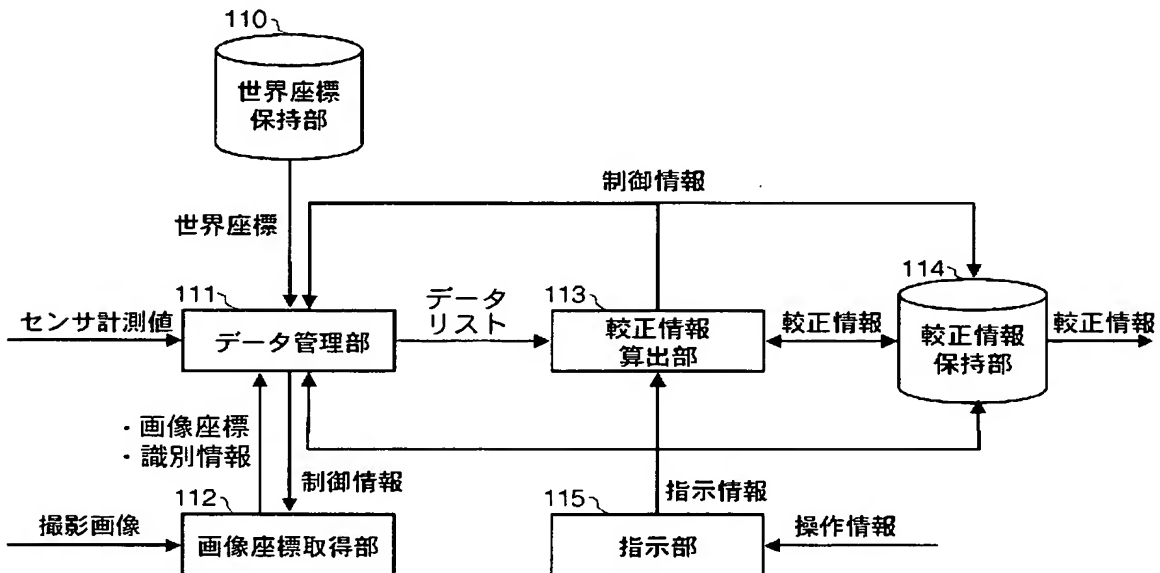 110
世界座標
保持部
制御情報
世界座標
114
111
データ
リスト
113
センサ計測値
データ管理部
較正情報
算出部
較正情報
較正情報
保持部
較正情報
・画像座標
・識別情報
制御情報
指示情報
112
115
撮影画像
画像座標取得部
指示部
操作情報